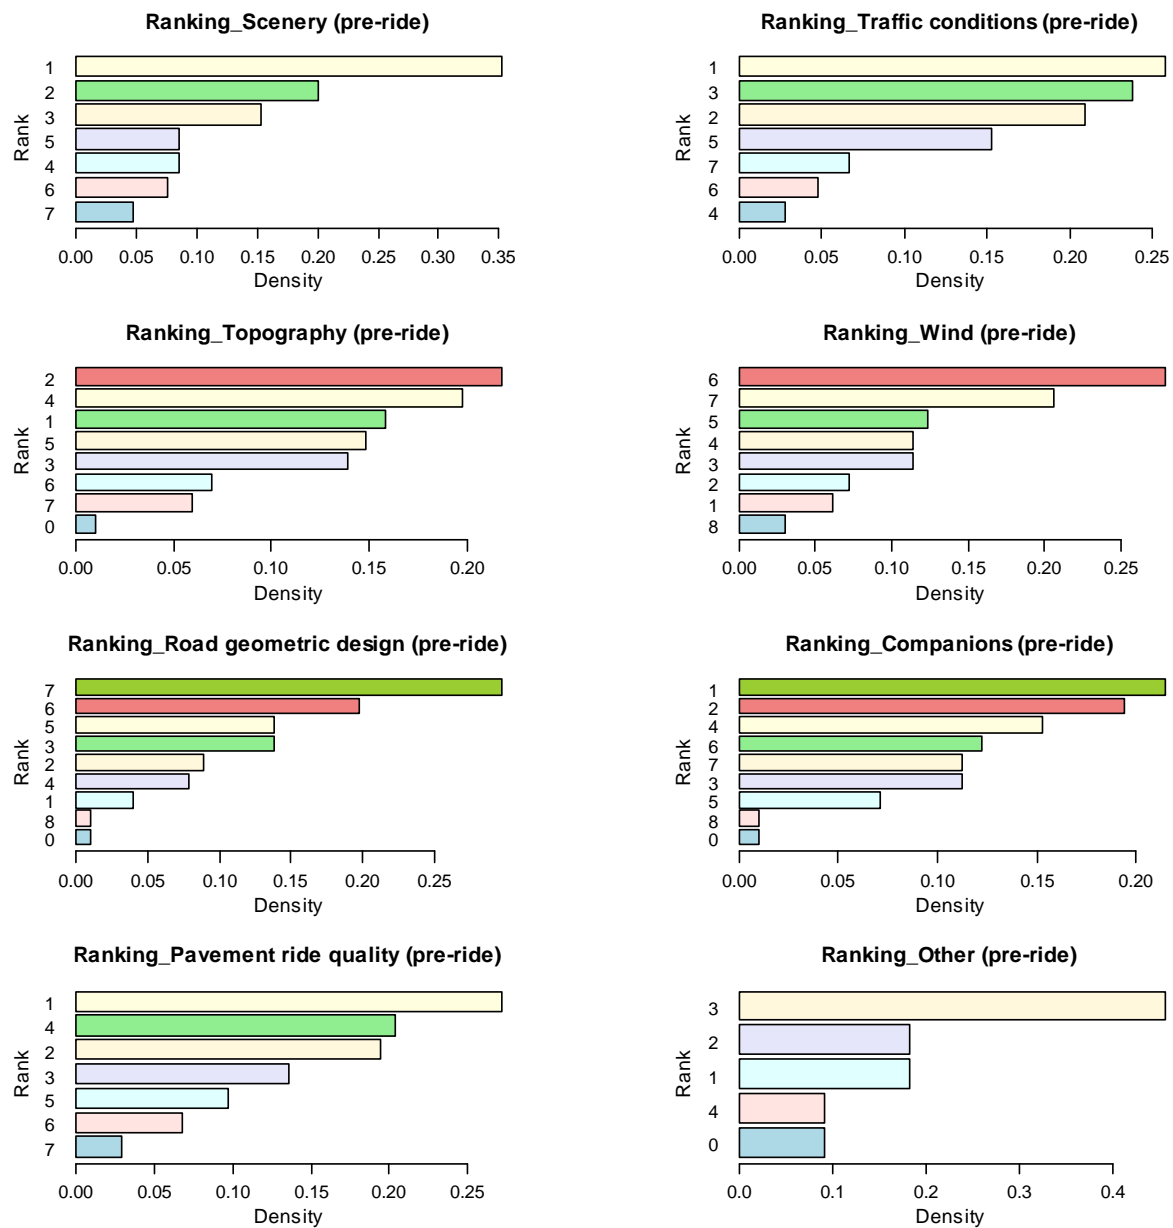 Ranking_Scenery (pre-ride)
Rank
1
2
3
5
4
6
7
0.00 0.05 0.10 0.15 0.20 0.25 0.30 0.35
Density
Ranking_Traffic conditions (pre-ride)
Rank
1
3
2
5
7
6
4
0.00 0.05 0.10 0.15 0.20 0.25
Density
Ranking_Topography (pre-ride)
Rank
2
4
1
5
3
6
7
0
0.00 0.05 0.10 0.15 0.20
Density
Ranking_Wind (pre-ride)
Rank
6
7
5
4
3
2
1
8
0.00 0.05 0.10 0.15 0.20 0.25
Density
Ranking_Road geometric design (pre-ride)
Rank
7
6
5
3
2
4
1
8
0
0.00 0.05 0.10 0.15 0.20 0.25
Density
Ranking_Companions (pre-ride)
Rank
1
2
4
6
7
3
5
8
0
0.00 0.05 0.10 0.15 0.20
Density
Ranking_Pavement ride quality (pre-ride)
Rank
1
4
2
3
5
6
7
0.00 0.05 0.10 0.15 0.20 0.25
Density
Ranking_Other (pre-ride)
Rank
3
2
1
4
0
0.0 0.1 0.2 0.3 0.4
Density